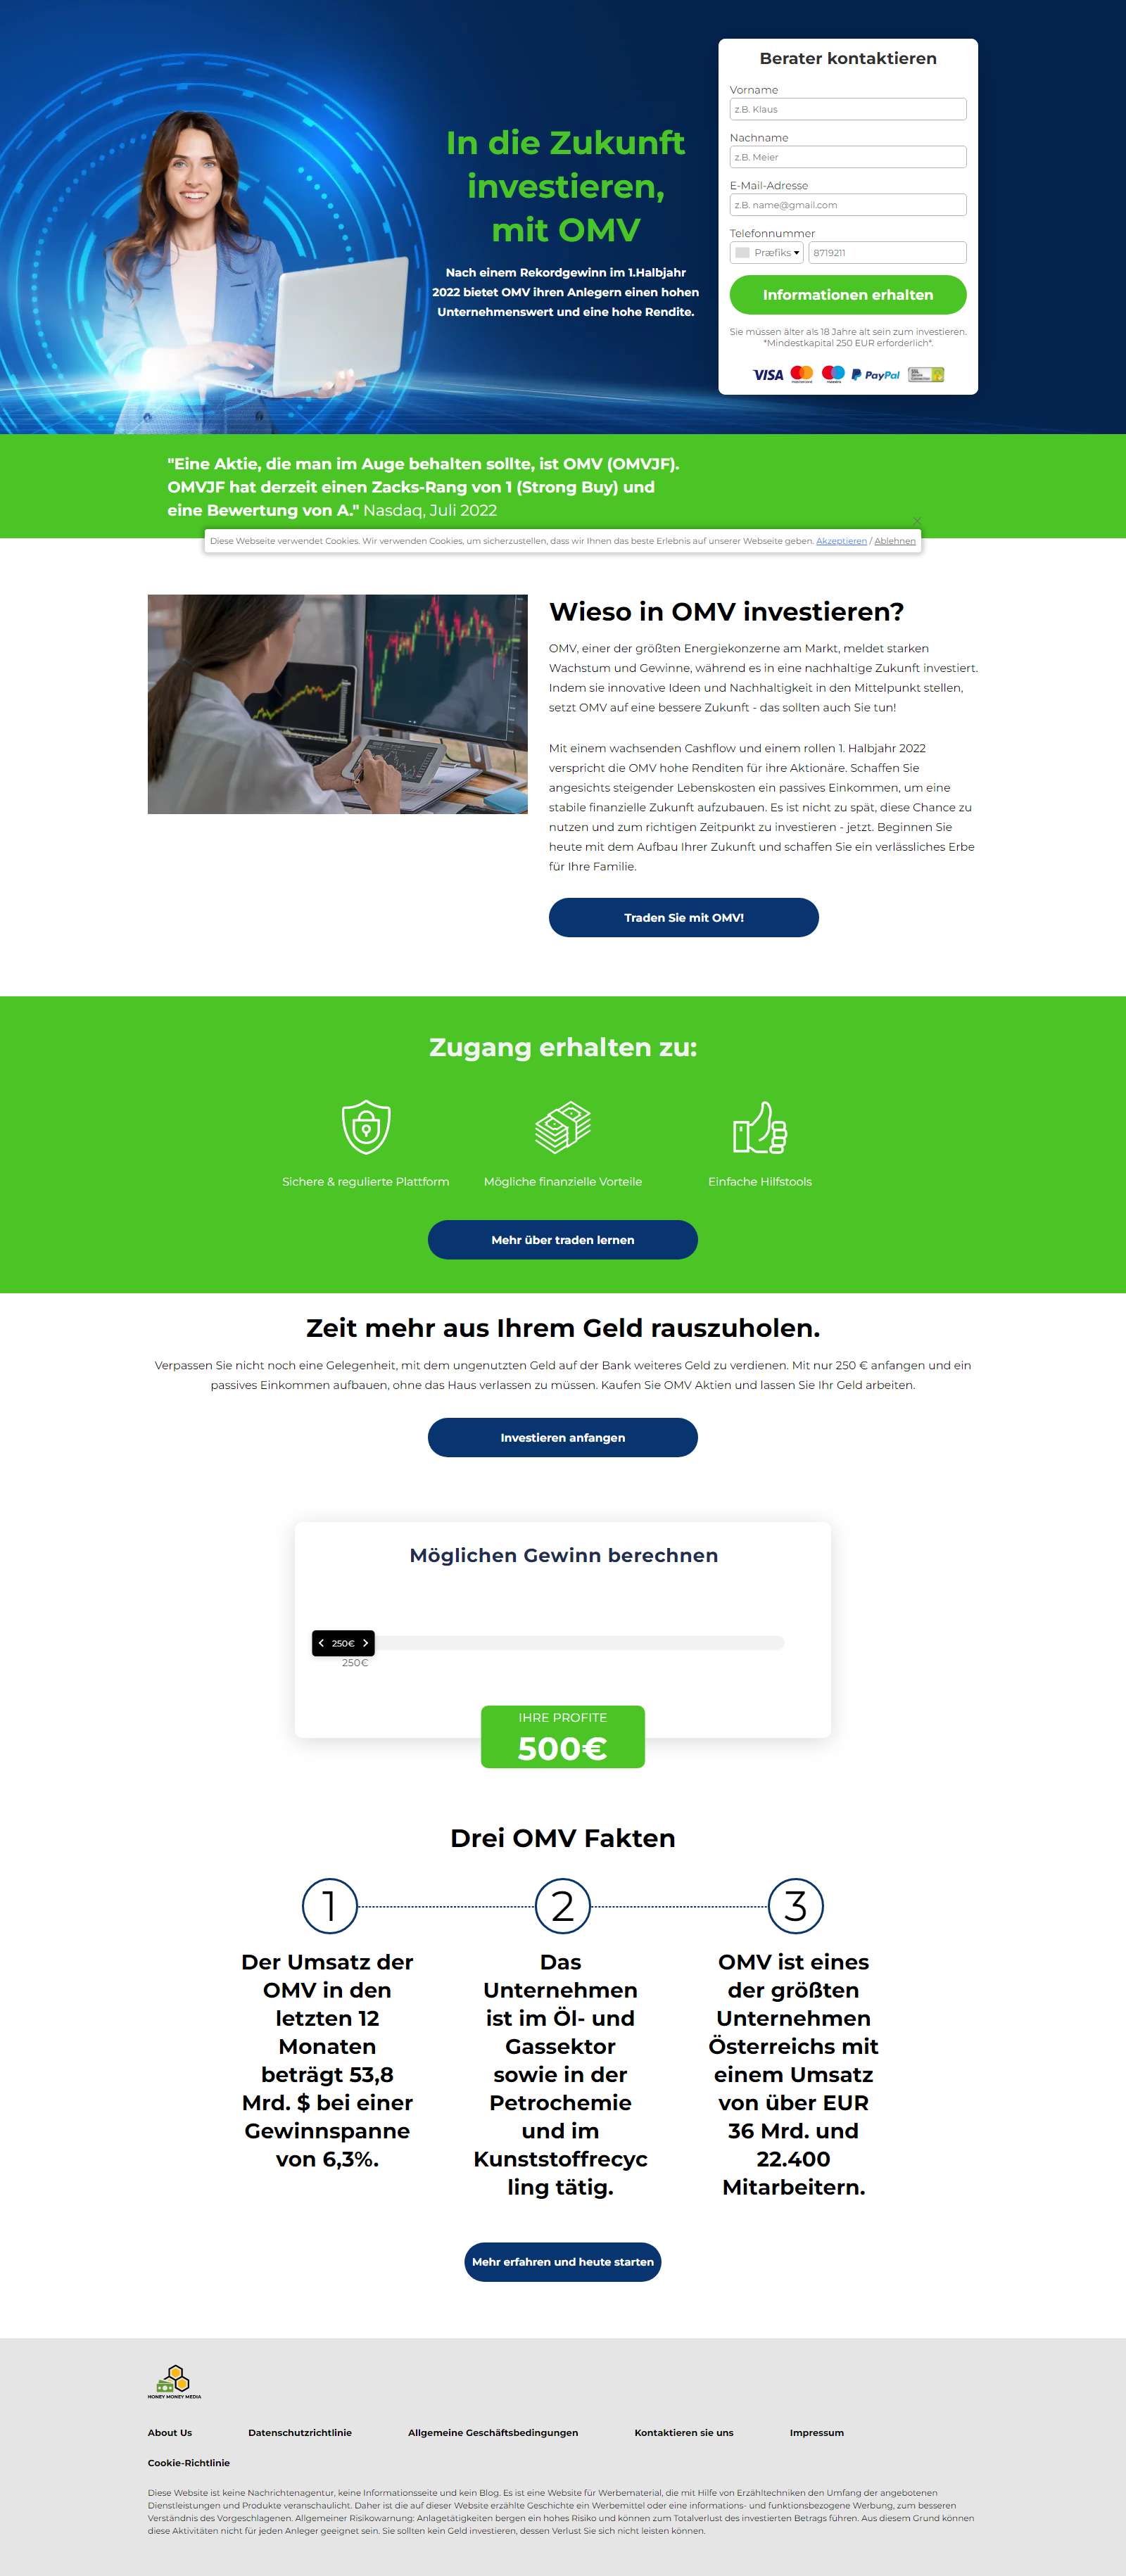 In die Zukunft
investieren,
mit OMV
Nach einem Rekordgewinn im 1.Halbjahr
2022 bietet OMV ihren Anlegern einen hohen
Unternehmenswert und eine hohe Rendite.
Berater kontaktieren
Vorname
z.B. Klaus
Nachname
z.B. Meier
E-Mail-Adresse
z.B. name@gmail.com
Telefonnummer
Præfiks 8719211
Informationen erhalten
Sie müssen älter als 18 Jahre alt sein zum investieren.
*Mindestkapital 250 EUR erforderlich*.
VISA PayPal
"Eine Aktie, die man im Auge behalten sollte, ist OMV (OMVJF).
OMVJF hat derzeit einen Zacks-Rang von 1 (Strong Buy) und
eine Bewertung von A." Nasdaq, Juli 2022
Diese Webseite verwendet Cookies. Wir verwenden Cookies, um sicherzustellen, dass wir Ihnen das beste Erlebnis auf unserer Webseite geben. Akzeptieren / Ablehnen
Wieso in OMV investieren?
OMV, einer der größten Energiekonzerne am Markt, meldet starken
Wachstum und Gewinne, während es in eine nachhaltige Zukunft investiert.
Indem sie innovative Ideen und Nachhaltigkeit in den Mittelpunkt stellen,
setzt OMV auf eine bessere Zukunft - das sollten auch Sie tun!
Mit einem wachsenden Cashflow und einem rollen 1. Halbjahr 2022
verspricht die OMV hohe Renditen für ihre Aktionäre. Schaffen Sie
angesichts steigender Lebenskosten ein passives Einkommen, um eine
stabile finanzielle Zukunft aufzubauen. Es ist nicht zu spät, diese Chance zu
nutzen und zum richtigen Zeitpunkt zu investieren - jetzt. Beginnen Sie
heute mit dem Aufbau Ihrer Zukunft und schaffen Sie ein verlässliches Erbe
für Ihre Familie.
Traden Sie mit OMV!
Zugang erhalten zu:
Sichere & regulierte Plattform
Mögliche finanzielle Vorteile
Einfache Hilfstools
Mehr über traden lernen
Zeit mehr aus Ihrem Geld rauszuholen.
Verpassen Sie nicht noch eine Gelegenheit, mit dem ungenutzten Geld auf der Bank weiteres Geld zu verdienen. Mit nur 250 € anfangen und ein
passives Einkommen aufbauen, ohne das Haus verlassen zu müssen. Kaufen Sie OMV Aktien und lassen Sie Ihr Geld arbeiten.
Investieren anfangen
Möglichen Gewinn berechnen
250€
250€
IHRE PROFITE
500€
Drei OMV Fakten
1
Der Umsatz der
OMV in den
letzten 12
Monaten
beträgt 53,8
Mrd. $ bei einer
Gewinnspanne
von 6,3%.
2
Das
Unternehmen
ist im Öl- und
Gassektor
sowie in der
Petrochemie
und im
Kunststoffrecyc
ling tätig.
3
OMV ist eines
der größten
Unternehmen
Österreichs mit
einem Umsatz
von über EUR
36 Mrd. und
22.400
Mitarbeitern.
Mehr erfahren und heute starten
HONEY MONEY MEDIA
About Us
Datenschutzrichtlinie
Allgemeine Geschäftsbedingungen
Kontaktieren sie uns
Impressum
Cookie-Richtlinie
Diese Website ist keine Nachrichtenagentur, keine Informationsseite und kein Blog. Es ist eine Website für Werbematerial, die mit Hilfe von Erzähltechniken den Umfang der angebotenen
Dienstleistungen und Produkte veranschaulicht. Daher ist die auf dieser Website erzählte Geschichte ein Werbemittel oder eine informations- und funktionsbezogene Werbung, zum besseren
Verständnis des Vorgeschlagenen. Allgemeiner Risikowarnung: Anlagetätigkeiten bergen ein hohes Risiko und können zum Totalverlust des investierten Betrags führen. Aus diesem Grund können
diese Aktivitäten nicht für jeden Anleger geeignet sein. Sie sollten kein Geld investieren, dessen Verlust Sie sich nicht leisten können.